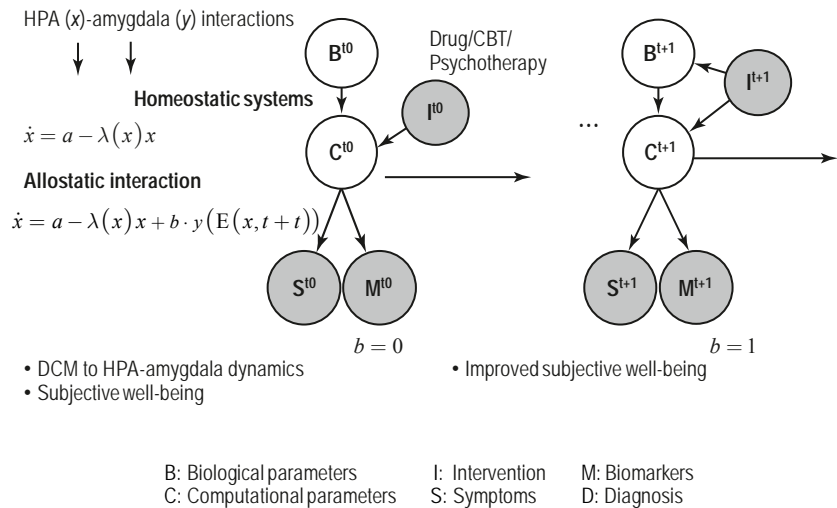 HPA (x)-amygdala (y) interactions
Homeostatic systems
ẋ = a − λ(x)x
Allostatic interaction
ẋ = a − λ(x)x + b · y(E(x, t + t))
Drug/CBT/
Psychotherapy
B^t0
I^t0
C^t0
S^t0 M^t0
b = 0
...
B^t+1
I^t+1
C^t+1
S^t+1 M^t+1
b = 1
• DCM to HPA-amygdala dynamics
• Subjective well-being
• Improved subjective well-being
B: Biological parameters I: Intervention M: Biomarkers
C: Computational parameters S: Symptoms D: Diagnosis